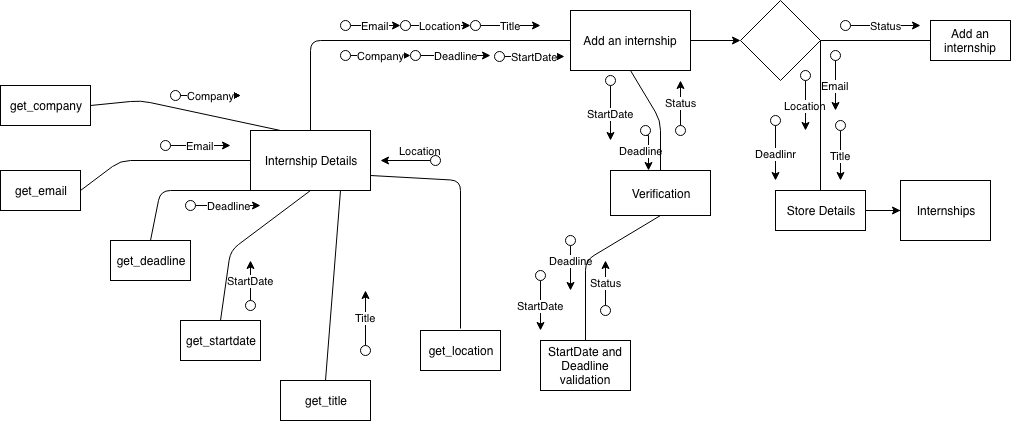 Email
Location
Title
Status
Add an internship
Add an
internship
Company
Deadline
StartDate
Email
get_company
Company
Location
StartDate
Status
Email
Location
Internship Details
Deadline
Deadlinr
Title
get_email
Verification
Store Details
Internships
Deadline
get_deadline
Deadline
StartDate
Status
StartDate
Title
get_startdate
get_location
StartDate and
Deadline
validation
get_title